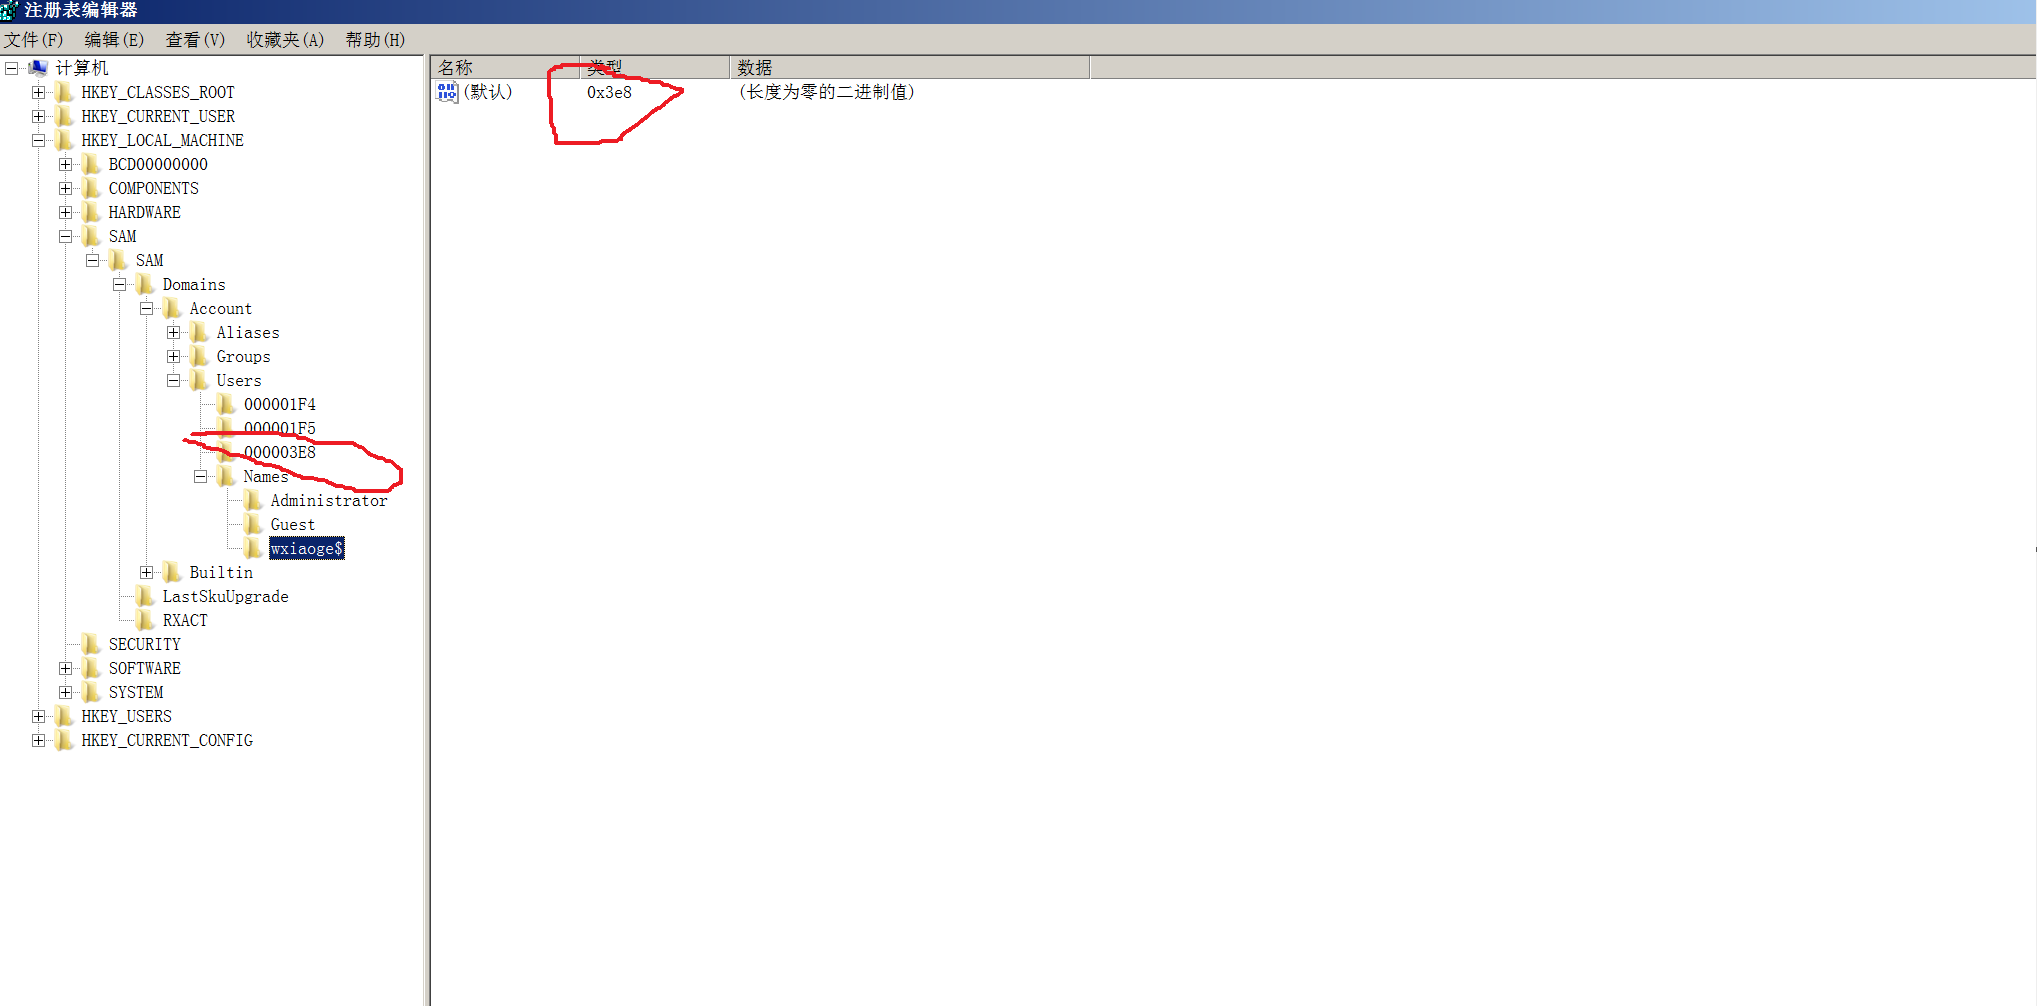 注册表编辑器
文件(F) 编辑(E) 查看(V) 收藏夹(A) 帮助(H)
计算机
HKEY_CLASSES_ROOT
HKEY_CURRENT_USER
HKEY_LOCAL_MACHINE
BCD00000000
COMPONENTS
HARDWARE
SAM
SAM
Domains
Account
Aliases
Groups
Users
000001F4
000001F5
000003E8
Names
Administrator
Guest
wxiaoge$
Builtin
LastSkuUpgrade
RXACT
SECURITY
SOFTWARE
SYSTEM
HKEY_USERS
HKEY_CURRENT_CONFIG
名称 类型 数据
(默认) 0x3e8 (长度为零的二进制值)